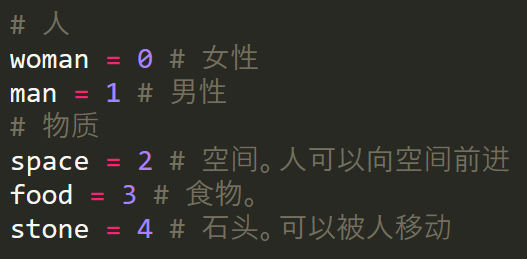 # 人
woman = 0 # 女性
man = 1 # 男性
# 物质
space = 2 # 空间。人可以向空间前进
food = 3 # 食物。
stone = 4 # 石头。可以被人移动